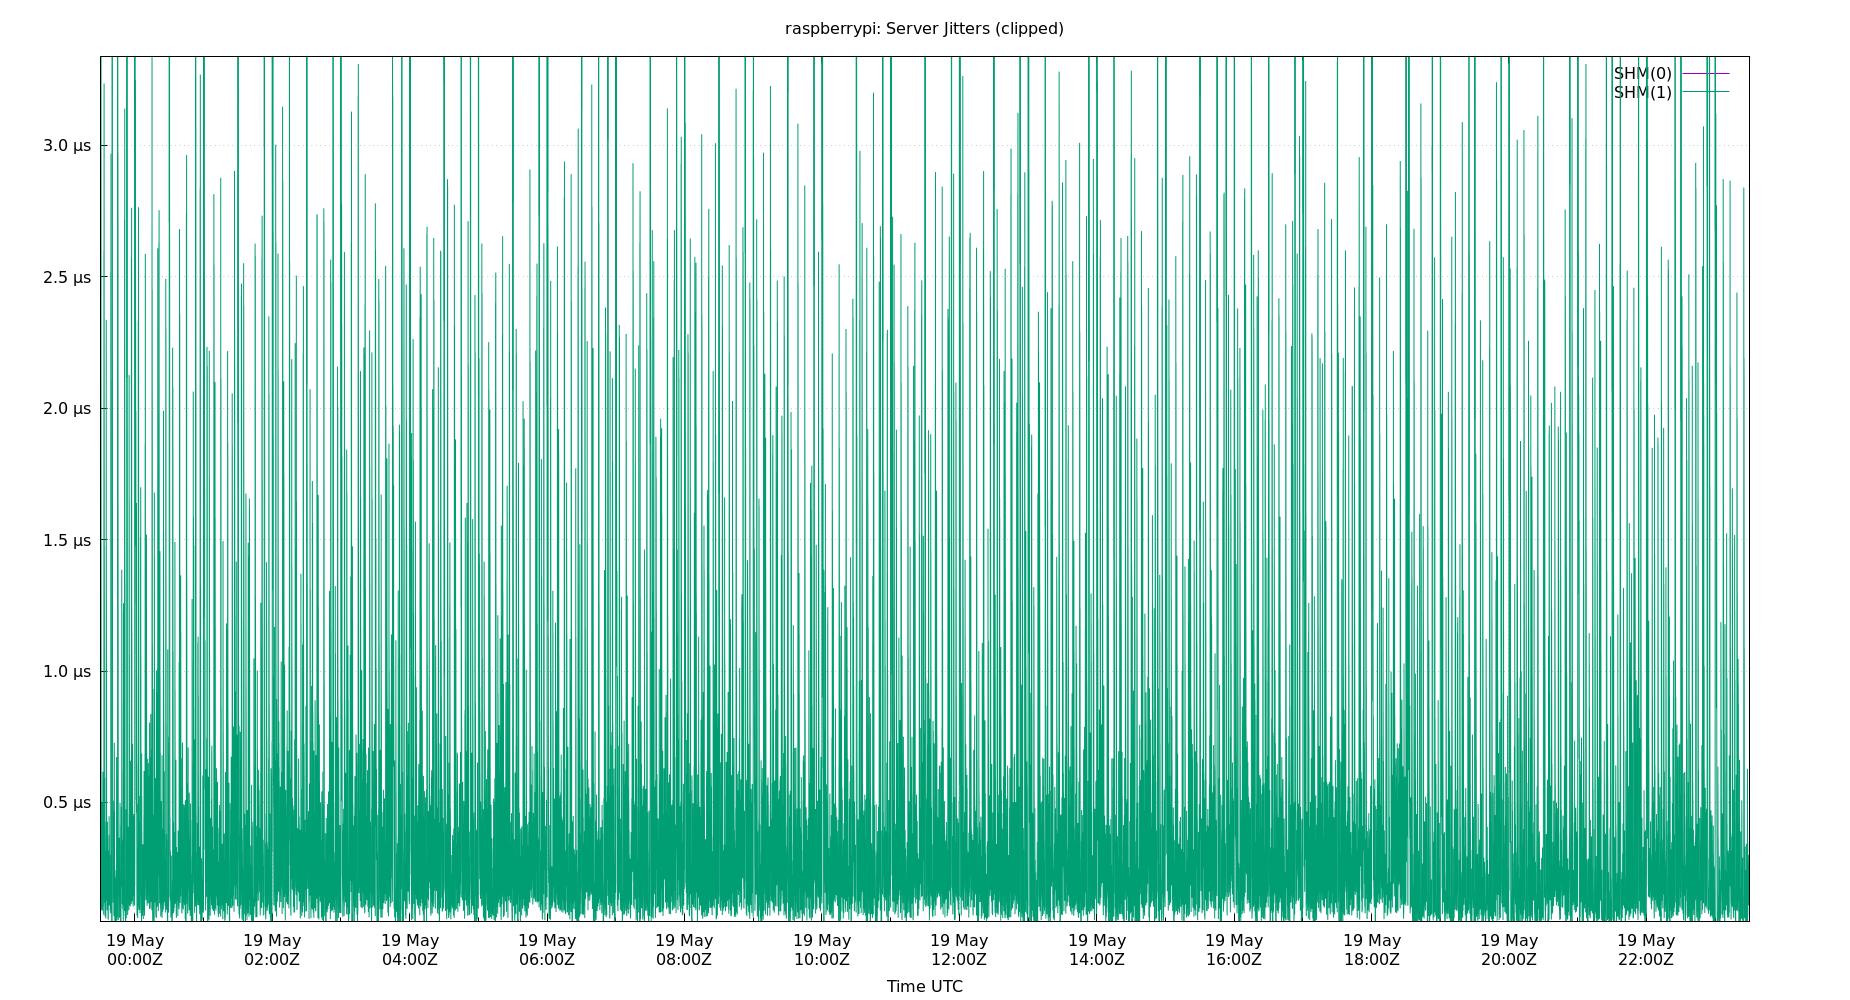 raspberrypi: Server Jitters (clipped)
SHM(0)
SHM(1)
3.0 µs
2.5 µs
2.0 µs
1.5 µs
1.0 µs
0.5 µs
19 May 19 May 19 May 19 May 19 May 19 May 19 May 19 May 19 May 19 May 19 May 19 May
00:00Z 02:00Z 04:00Z 06:00Z 08:00Z 10:00Z 12:00Z 14:00Z 16:00Z 18:00Z 20:00Z 22:00Z
Time UTC